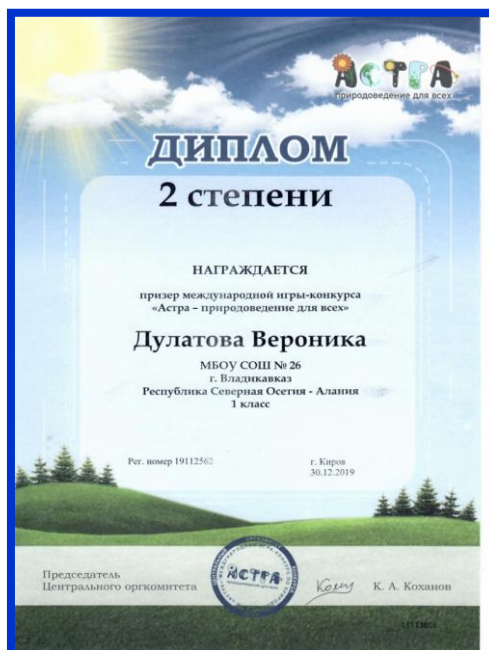 АСТРА
природоведение для всех
ДИПЛОМ
2 степени
НАГРАЖДАЕТСЯ
призер международной игры-конкурса
«Астра – природоведение для всех»
Дулатова Вероника
МБОУ СОШ № 26
г. Владикавказ
Республика Северная Осетия - Алания
1 класс
Рег. номер 19112562
г. Киров
30.12.2019
Председатель
Центрального оргкомитета
АСТРА
К. А. Коханов